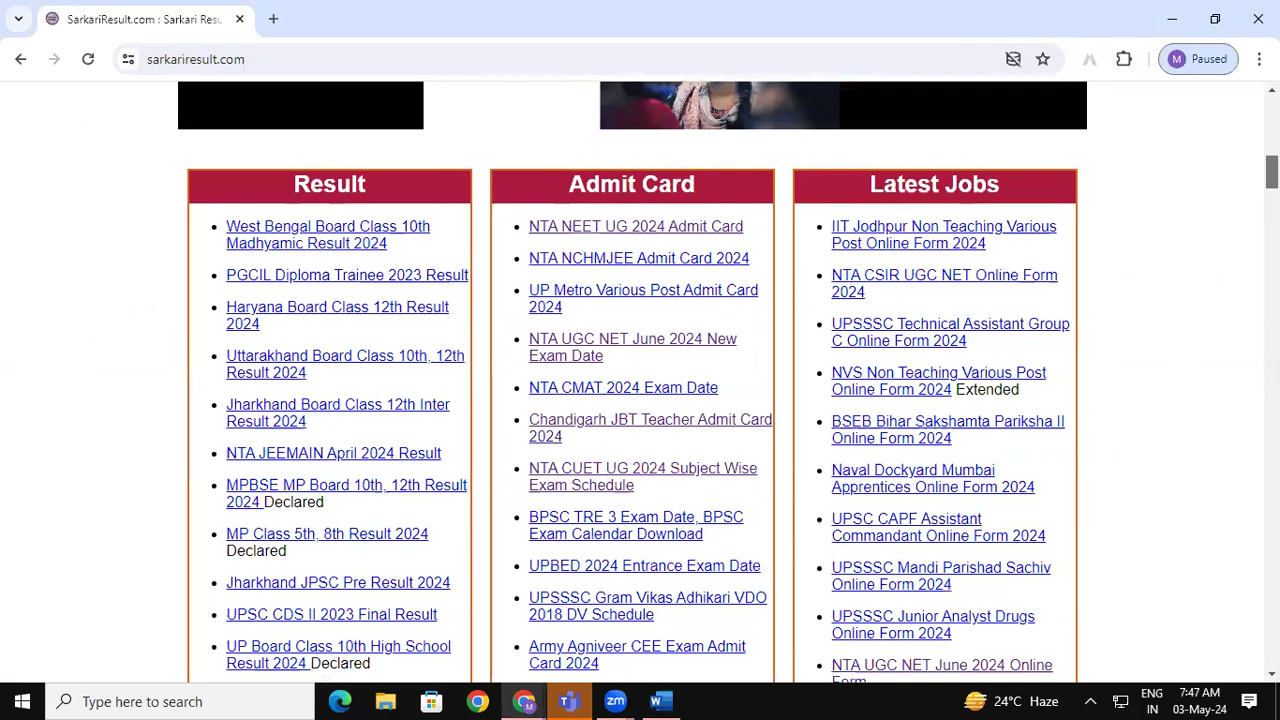 SarkariResult.com : Sarkari Resu
sarkariresult.com
M Paused
Result
West Bengal Board Class 10th
Madhyamic Result 2024
PGCIL Diploma Trainee 2023 Result
Haryana Board Class 12th Result
2024
Uttarakhand Board Class 10th, 12th
Result 2024
Jharkhand Board Class 12th Inter
Result 2024
NTA JEEMAIN April 2024 Result
MPBSE MP Board 10th, 12th Result
2024 Declared
MP Class 5th, 8th Result 2024
Declared
Jharkhand JPSC Pre Result 2024
UPSC CDS II 2023 Final Result
UP Board Class 10th High School
Result 2024 Declared
Admit Card
NTA NEET UG 2024 Admit Card
NTA NCHMJEE Admit Card 2024
UP Metro Various Post Admit Card
2024
NTA UGC NET June 2024 New
Exam Date
NTA CMAT 2024 Exam Date
Chandigarh JBT Teacher Admit Card
2024
NTA CUET UG 2024 Subject Wise
Exam Schedule
BPSC TRE 3 Exam Date, BPSC
Exam Calendar Download
UPBED 2024 Entrance Exam Date
UPSSSC Gram Vikas Adhikari VDO
2018 DV Schedule
Army Agniveer CEE Exam Admit
Card 2024
Latest Jobs
IIT Jodhpur Non Teaching Various
Post Online Form 2024
NTA CSIR UGC NET Online Form
2024
UPSSSC Technical Assistant Group
C Online Form 2024
NVS Non Teaching Various Post
Online Form 2024 Extended
BSEB Bihar Sakshamta Pariksha II
Online Form 2024
Naval Dockyard Mumbai
Apprentices Online Form 2024
UPSC CAPF Assistant
Commandant Online Form 2024
UPSSSC Mandi Parishad Sachiv
Online Form 2024
UPSSSC Junior Analyst Drugs
Online Form 2024
NTA UGC NET June 2024 Online
Form
Type here to search
24°C Haze
ENG
IN
7:47 AM
03-May-24